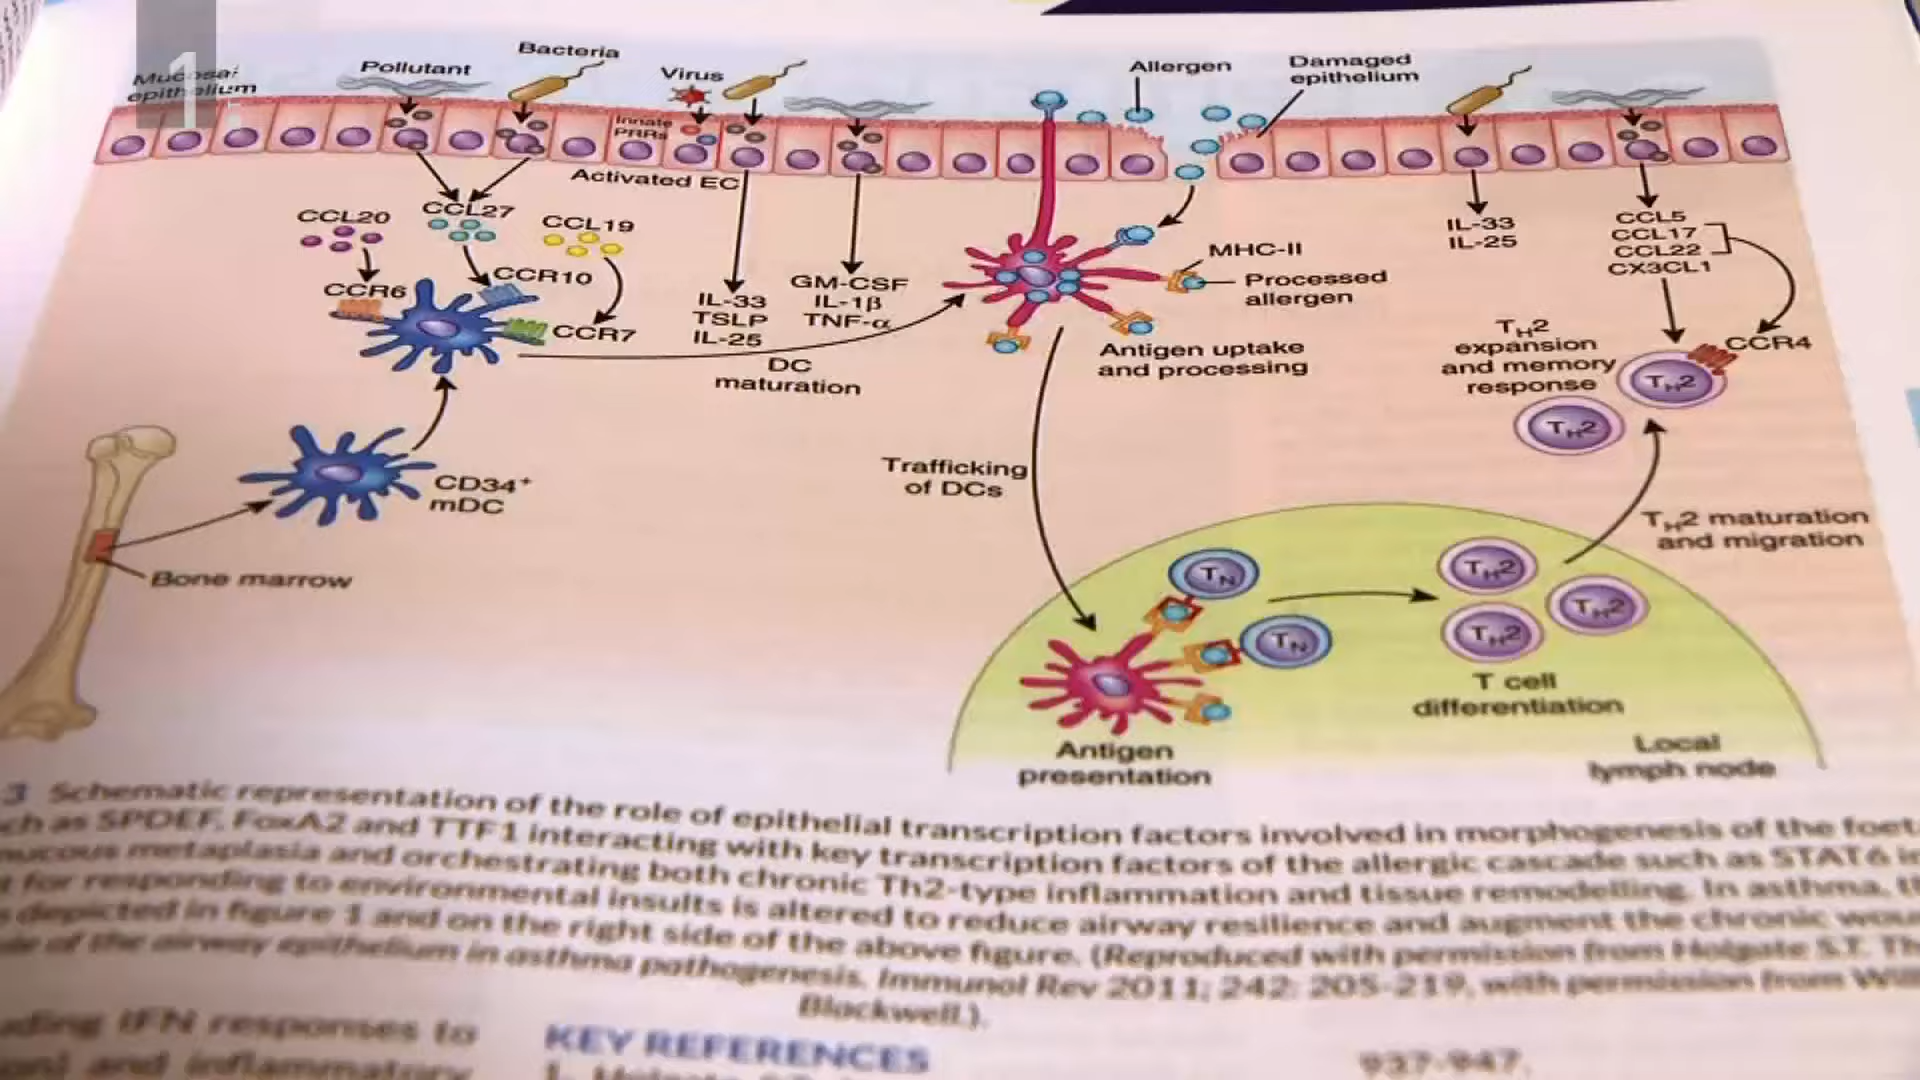 1
Mucosal
epithelium
Pollutant
Bacteria
Virus
Innate
PRRs
Activated EC
Allergen
Damaged
epithelium
CCL20
CCL27
CCL19
CCR6
CCR10
CCR7
IL-33
TSLP
IL-25
GM-CSF
IL-1β
TNF-α
DC
maturation
MHC-II
Processed
allergen
Antigen uptake
and processing
IL-33
IL-25
CCL5
CCL17
CCL22
CX3CL1
CCR4
TH2
expansion
and memory
response
TH2
TH2
CD34+
mDC
Bone marrow
Trafficking
of DCs
TH2 maturation
and migration
TN
TN
TH2
TH2
TH2
T cell
differentiation
Antigen
presentation
Local
lymph node
3 Schematic representation of the role of epithelial transcription factors involved in morphogenesis of the
as SPDEF, FoxA2 and TTF1 interacting with key transcription factors of the allergic cascade such as STAT6
mucous metaplasia and orchestrating both chronic Th2-type inflammation and tissue remodelling. In asthma,
for responding to environmental insults is altered to reduce airway resilience and augment the chronic
depicted in figure 1 and on the right side of the above figure. (Reproduced with permission from Holgate S.T.
of the airway epithelium in asthma pathogenesis. Immunol Rev 2011; 242: 205-219, with permission from
Blackwell.).
IFN responses to
and inflammatory
KEY REFERENCES
1. Holgate
937-947.